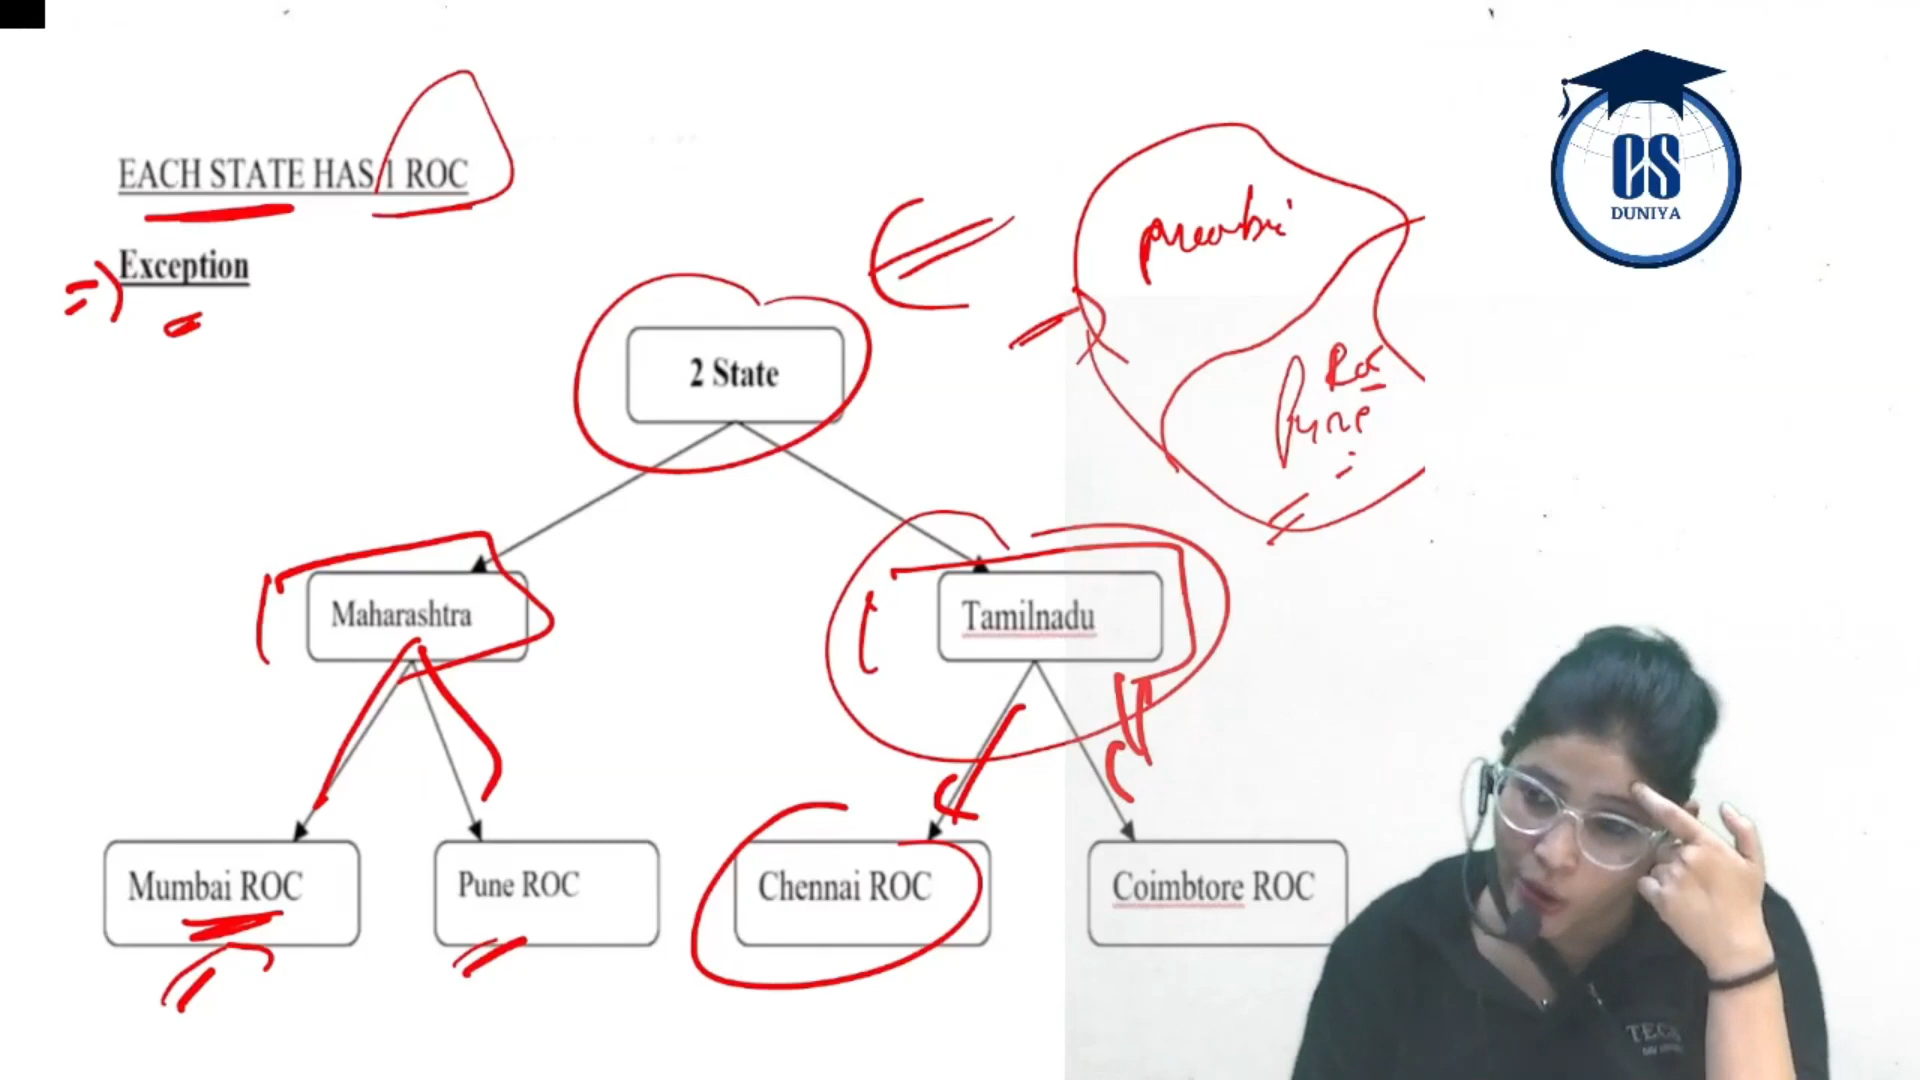 EACH STATE HAS 1 ROC
Exception
CS
DUNIYA
2 State
ROC
Pune
Maharashtra
Tamilnadu
Mumbai ROC
Pune ROC
Chennai ROC
Coimbtore ROC